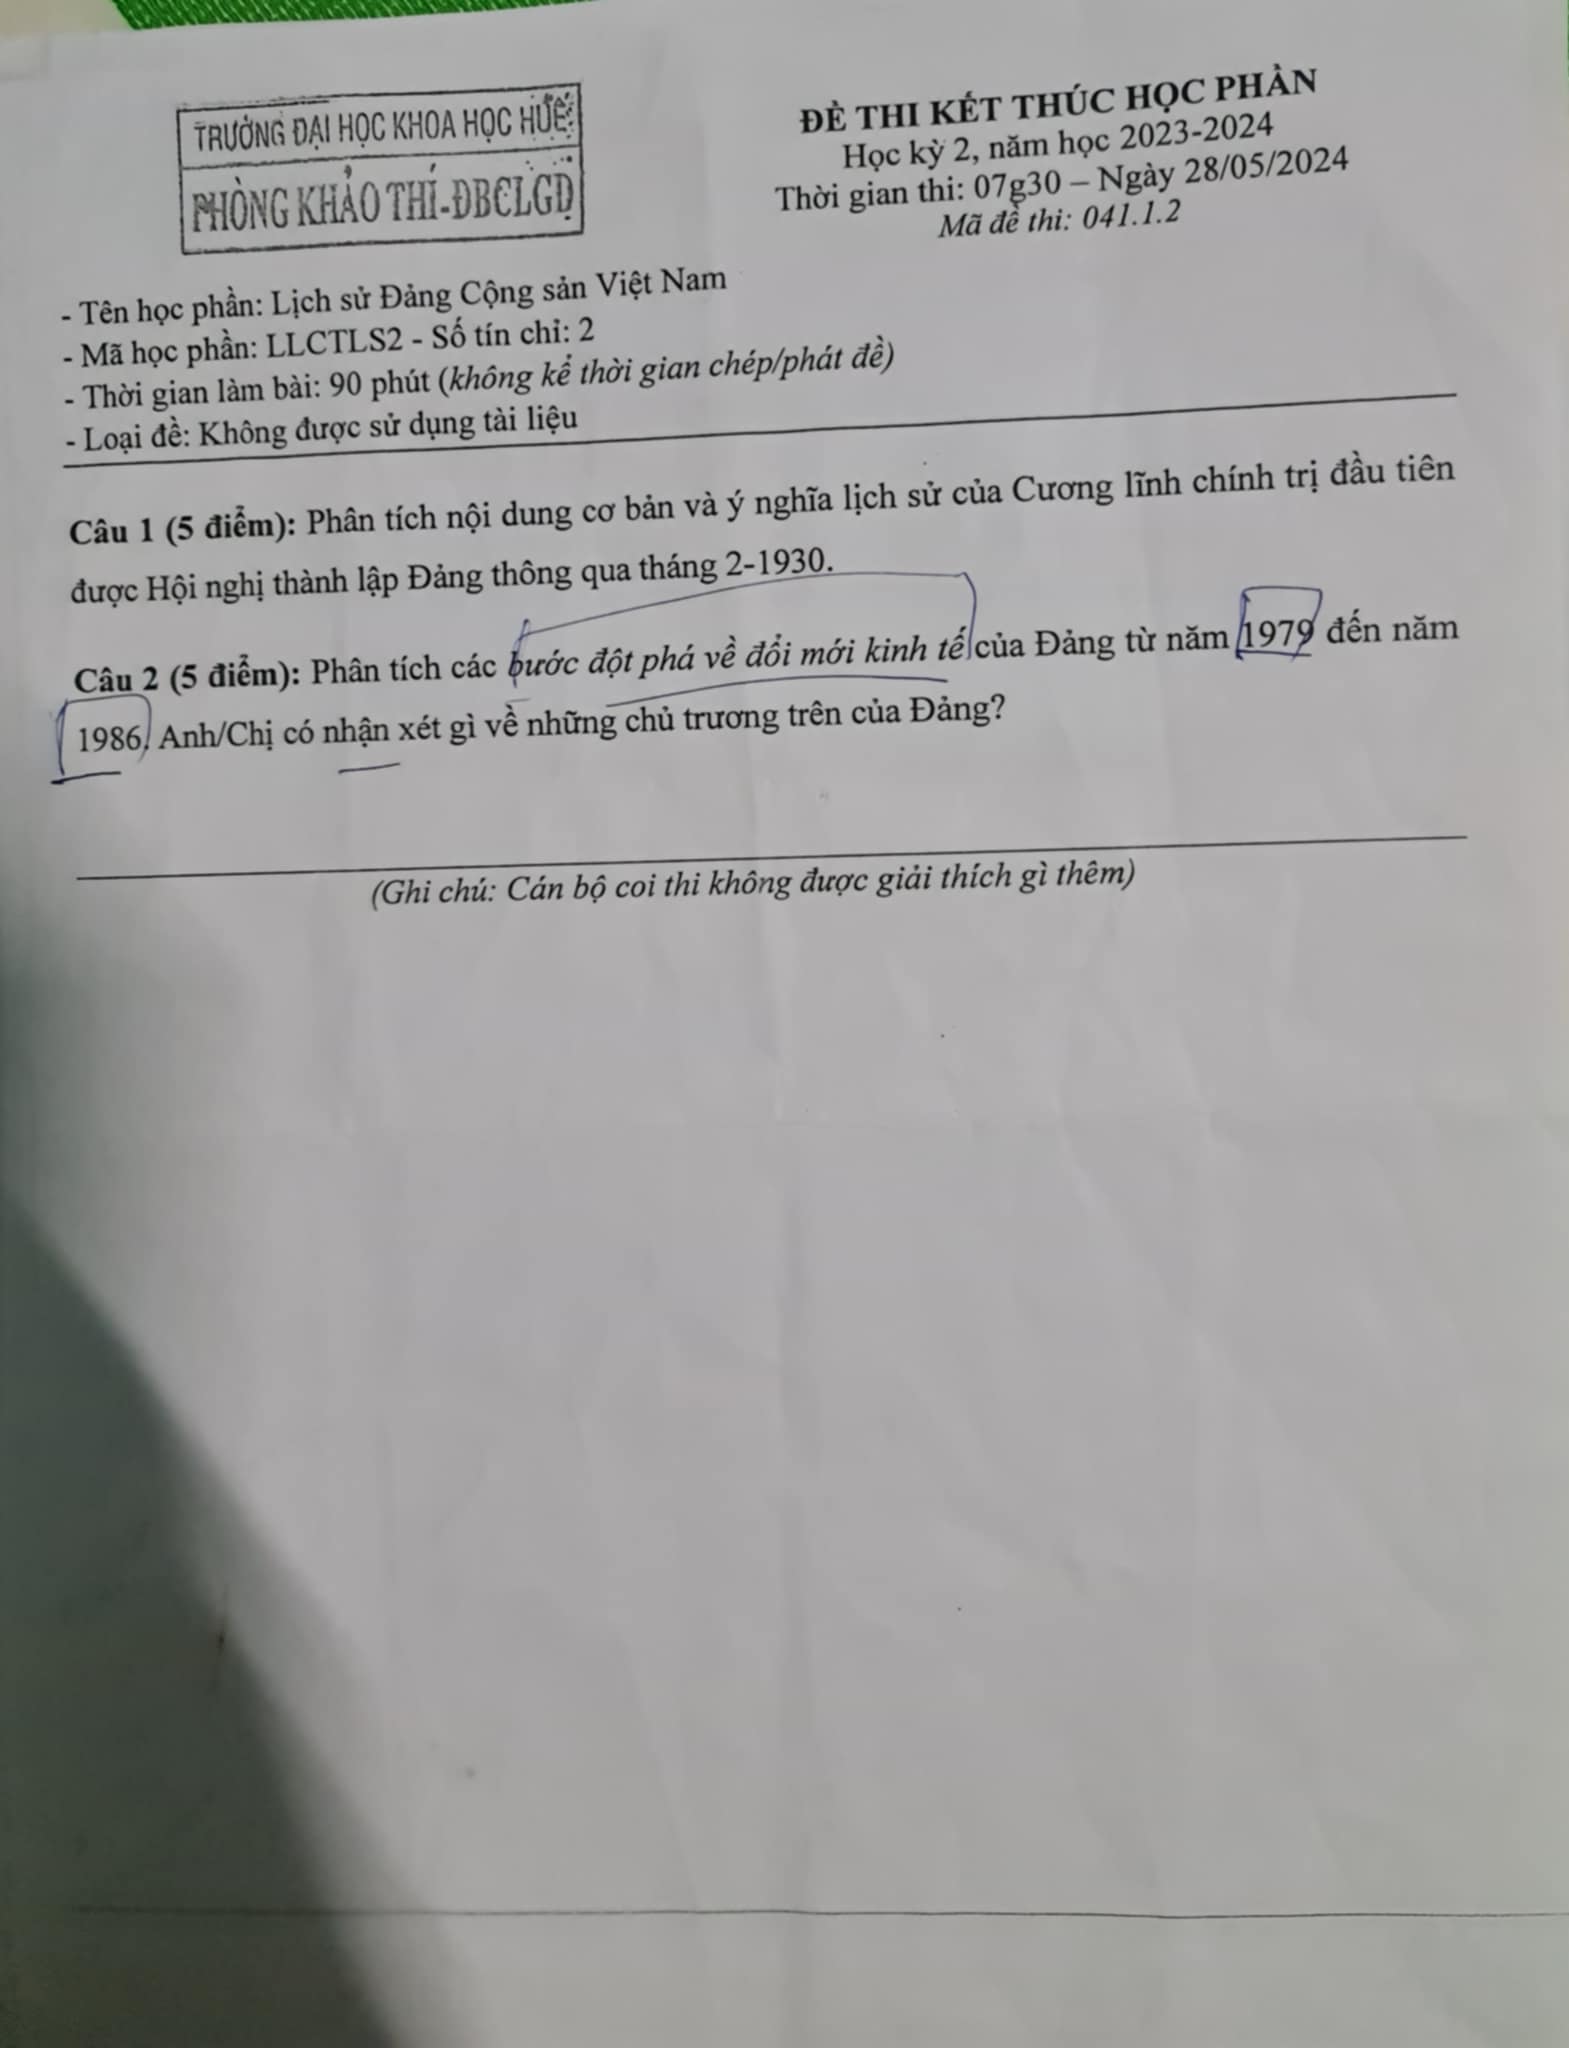 TRƯỜNG ĐẠI HỌC KHOA HỌC HUẾ
PHÒNG KHẢO THÍ-ĐBCLGD
ĐỀ THI KẾT THÚC HỌC PHẦN
Học kỳ 2, năm học 2023-2024
Thời gian thi: 07g30 – Ngày 28/05/2024
Mã đề thi: 041.1.2
- Tên học phần: Lịch sử Đảng Cộng sản Việt Nam
- Mã học phần: LLCTLS2 - Số tín chỉ: 2
- Thời gian làm bài: 90 phút (không kể thời gian chép/phát đề)
- Loại đề: Không được sử dụng tài liệu
Câu 1 (5 điểm): Phân tích nội dung cơ bản và ý nghĩa lịch sử của Cương lĩnh chính trị đầu tiên
được Hội nghị thành lập Đảng thông qua tháng 2-1930.
Câu 2 (5 điểm): Phân tích các bước đột phá về đổi mới kinh tế của Đảng từ năm 1979 đến năm
1986. Anh/Chị có nhận xét gì về những chủ trương trên của Đảng?
(Ghi chú: Cán bộ coi thi không được giải thích gì thêm)